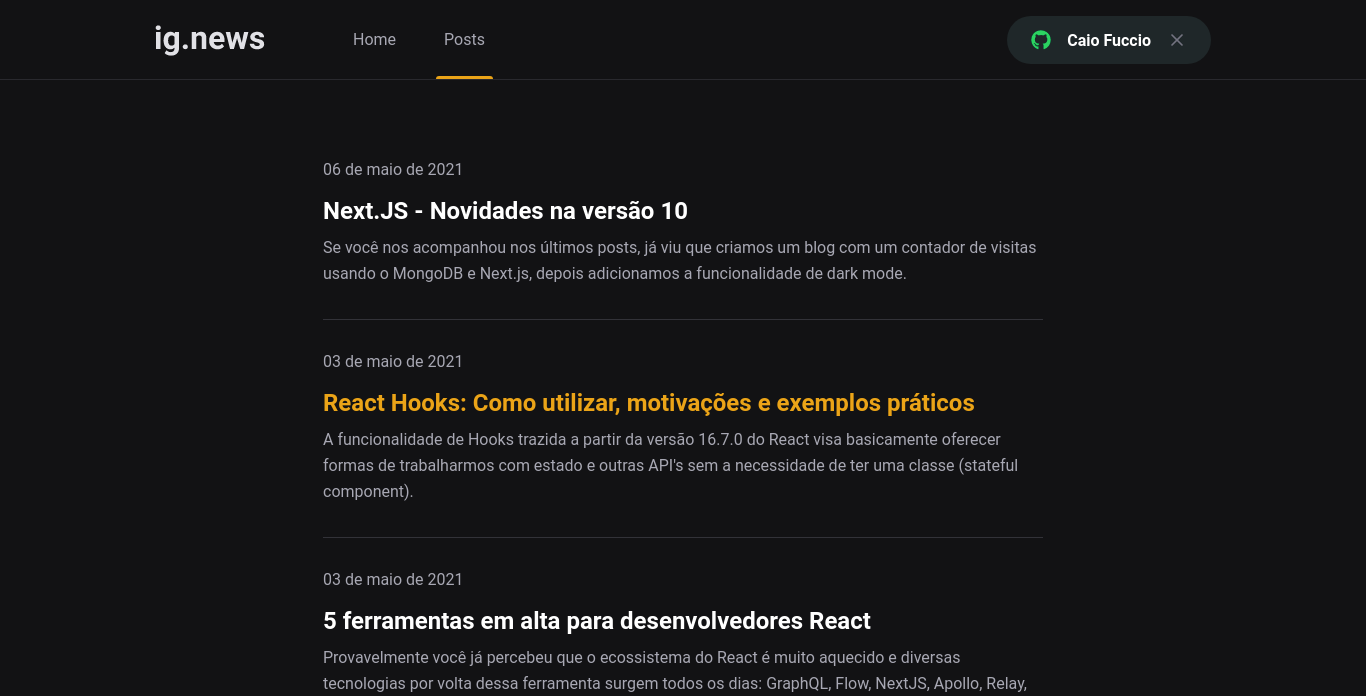 ig.news
Home
Posts
Caio Fuccio
06 de maio de 2021
Next.JS - Novidades na versão 10
Se você nos acompanhou nos últimos posts, já viu que criamos um blog com um contador de visitas
usando o MongoDB e Next.js, depois adicionamos a funcionalidade de dark mode.
03 de maio de 2021
React Hooks: Como utilizar, motivações e exemplos práticos
A funcionalidade de Hooks trazida a partir da versão 16.7.0 do React visa basicamente oferecer
formas de trabalharmos com estado e outras API's sem a necessidade de ter uma classe (stateful
component).
03 de maio de 2021
5 ferramentas em alta para desenvolvedores React
Provavelmente você já percebeu que o ecossistema do React é muito aquecido e diversas
tecnologias por volta dessa ferramenta surgem todos os dias: GraphQL, Flow, NextJS, Apollo, Relay,